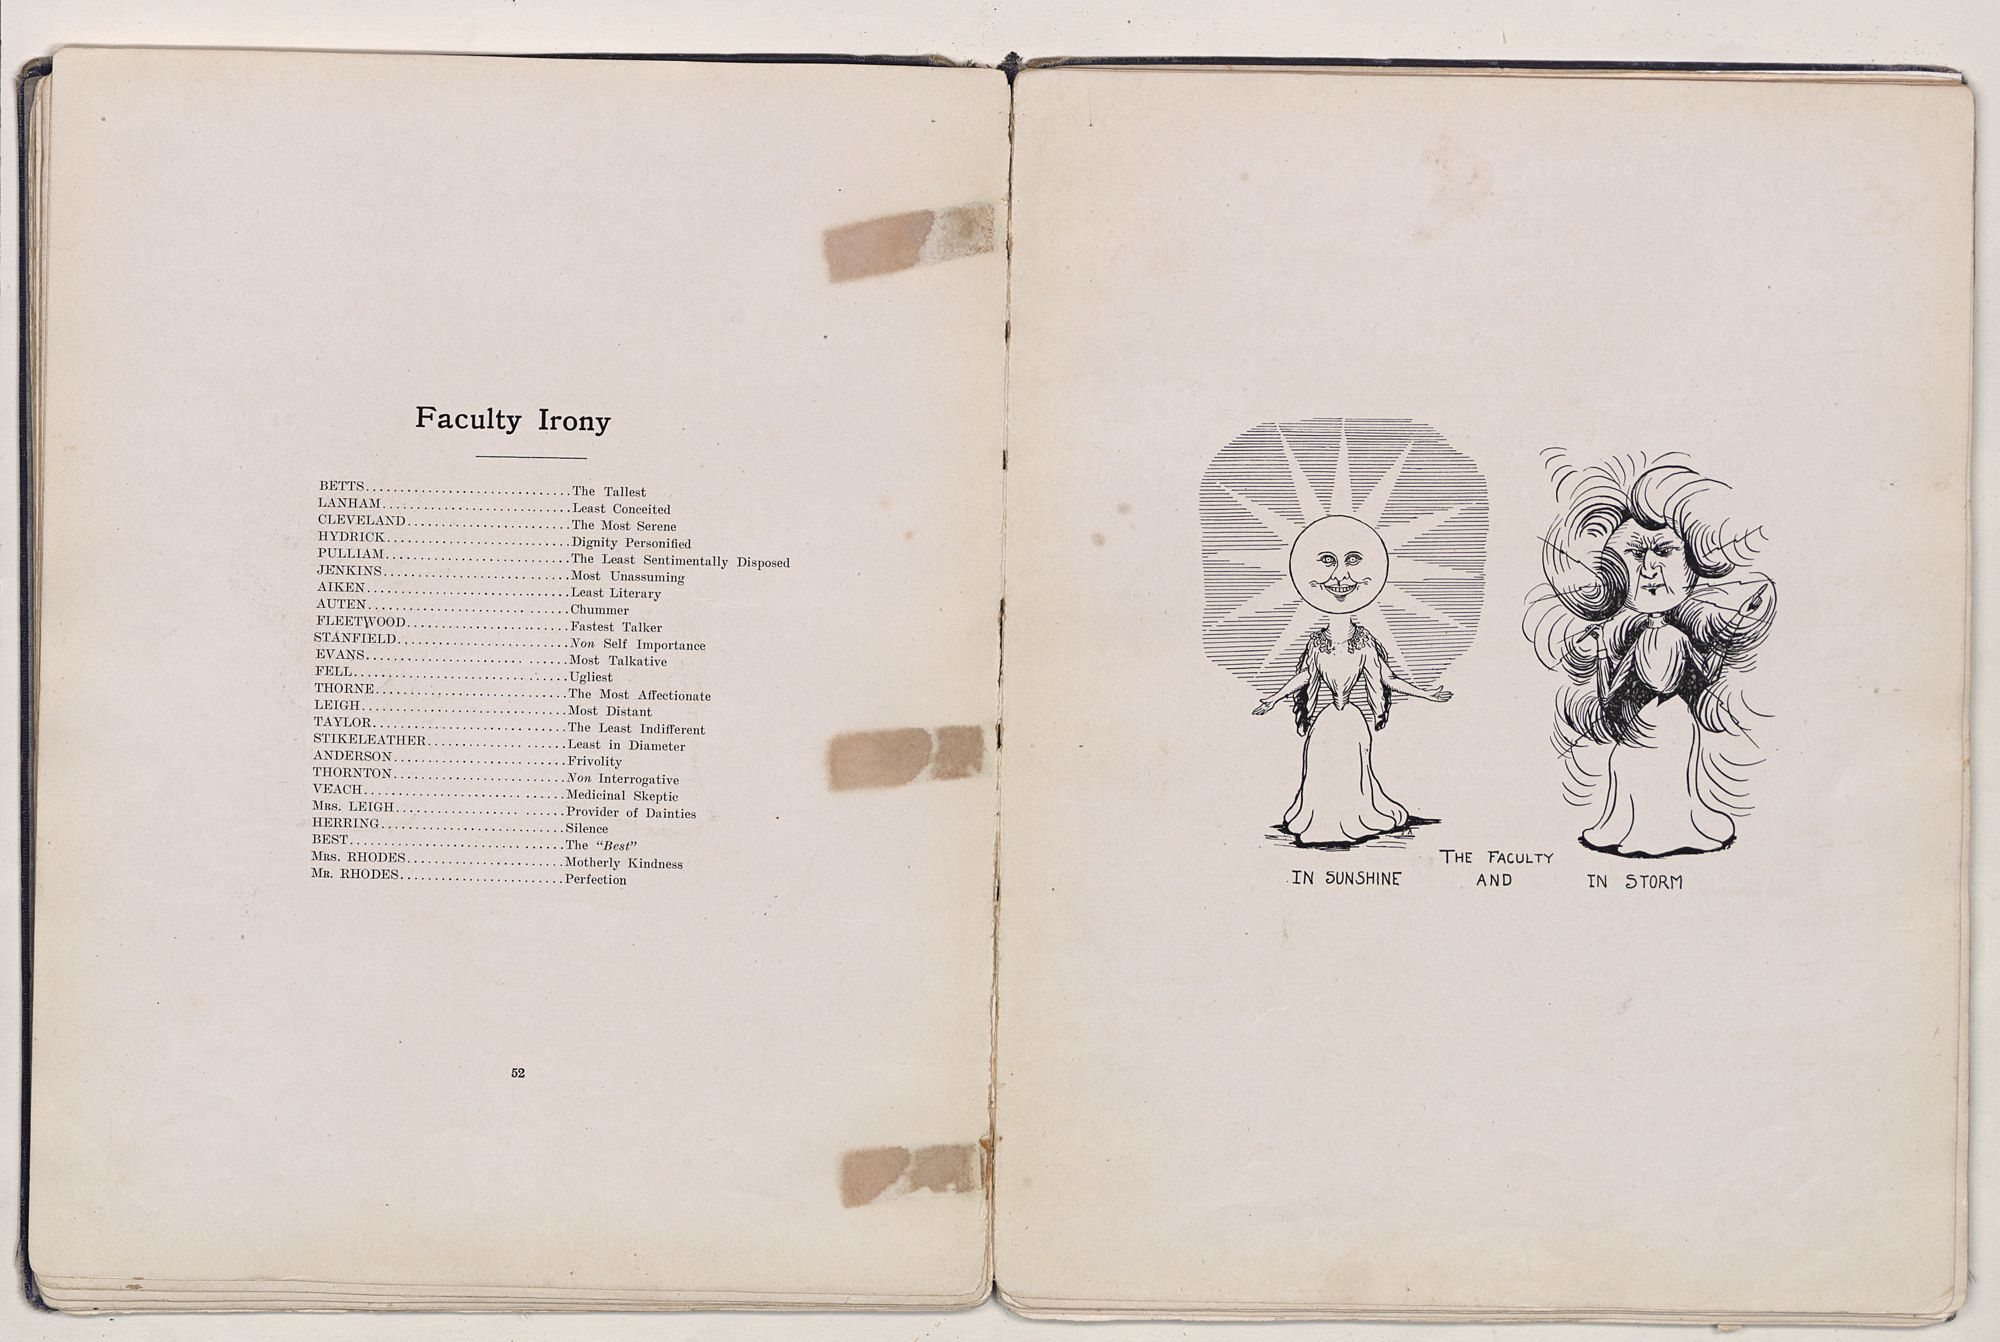 Faculty Irony
BETTS..............................The Tallest
LANHAM...........................Least Conceited
CLEVELAND........................The Most Serene
HYDRICK...........................Dignity Personified
PULLIAM...........................The Least Sentimentally Disposed
JENKINS...........................Most Unassuming
AIKEN..............................Least Literary
AUTEN.............................Chummer
FLEETWOOD........................Fastest Talker
STANFIELD.........................Non Self Importance
EVANS.............................Most Talkative
FELL...............................Ugliest
THORNE............................The Most Affectionate
LEIGH..............................Most Distant
TAYLOR............................The Least Indifferent
STIKELEATHER.....................Least in Diameter
ANDERSON.........................Frivolity
THORNTON.........................Non Interrogative
VEACH.............................Medicinal Skeptic
MRS. LEIGH........................Provider of Dainties
HERRING...........................Silence
BEST...............................The "Best"
MRS. RHODES.......................Motherly Kindness
MR. RHODES........................Perfection
52
THE FACULTY
IN SUNSHINE AND IN STORM